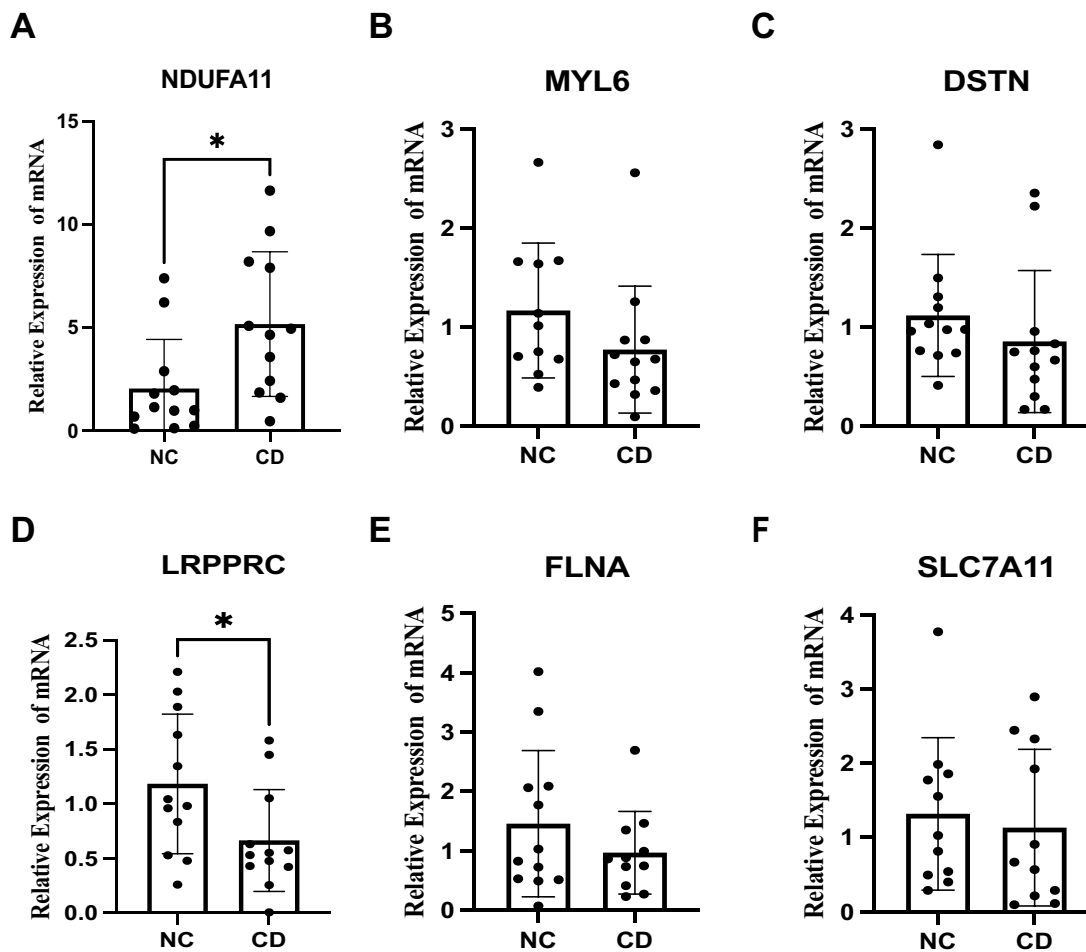 A
B
C
NDUFA11
MYL6
DSTN
Relative Expression of mRNA
15
10
5
0
*
NC
CD
Relative Expression of mRNA
3
2
1
0
NC
CD
Relative Expression of mRNA
3
2
1
0
NC
CD
D
E
F
LRPPRC
FLNA
SLC7A11
Relative Expression of mRNA
2.5
2.0
1.5
1.0
0.5
0.0
*
NC
CD
Relative Expression of mRNA
5
4
3
2
1
0
NC
CD
Relative Expression of mRNA
4
3
2
1
0
NC
CD